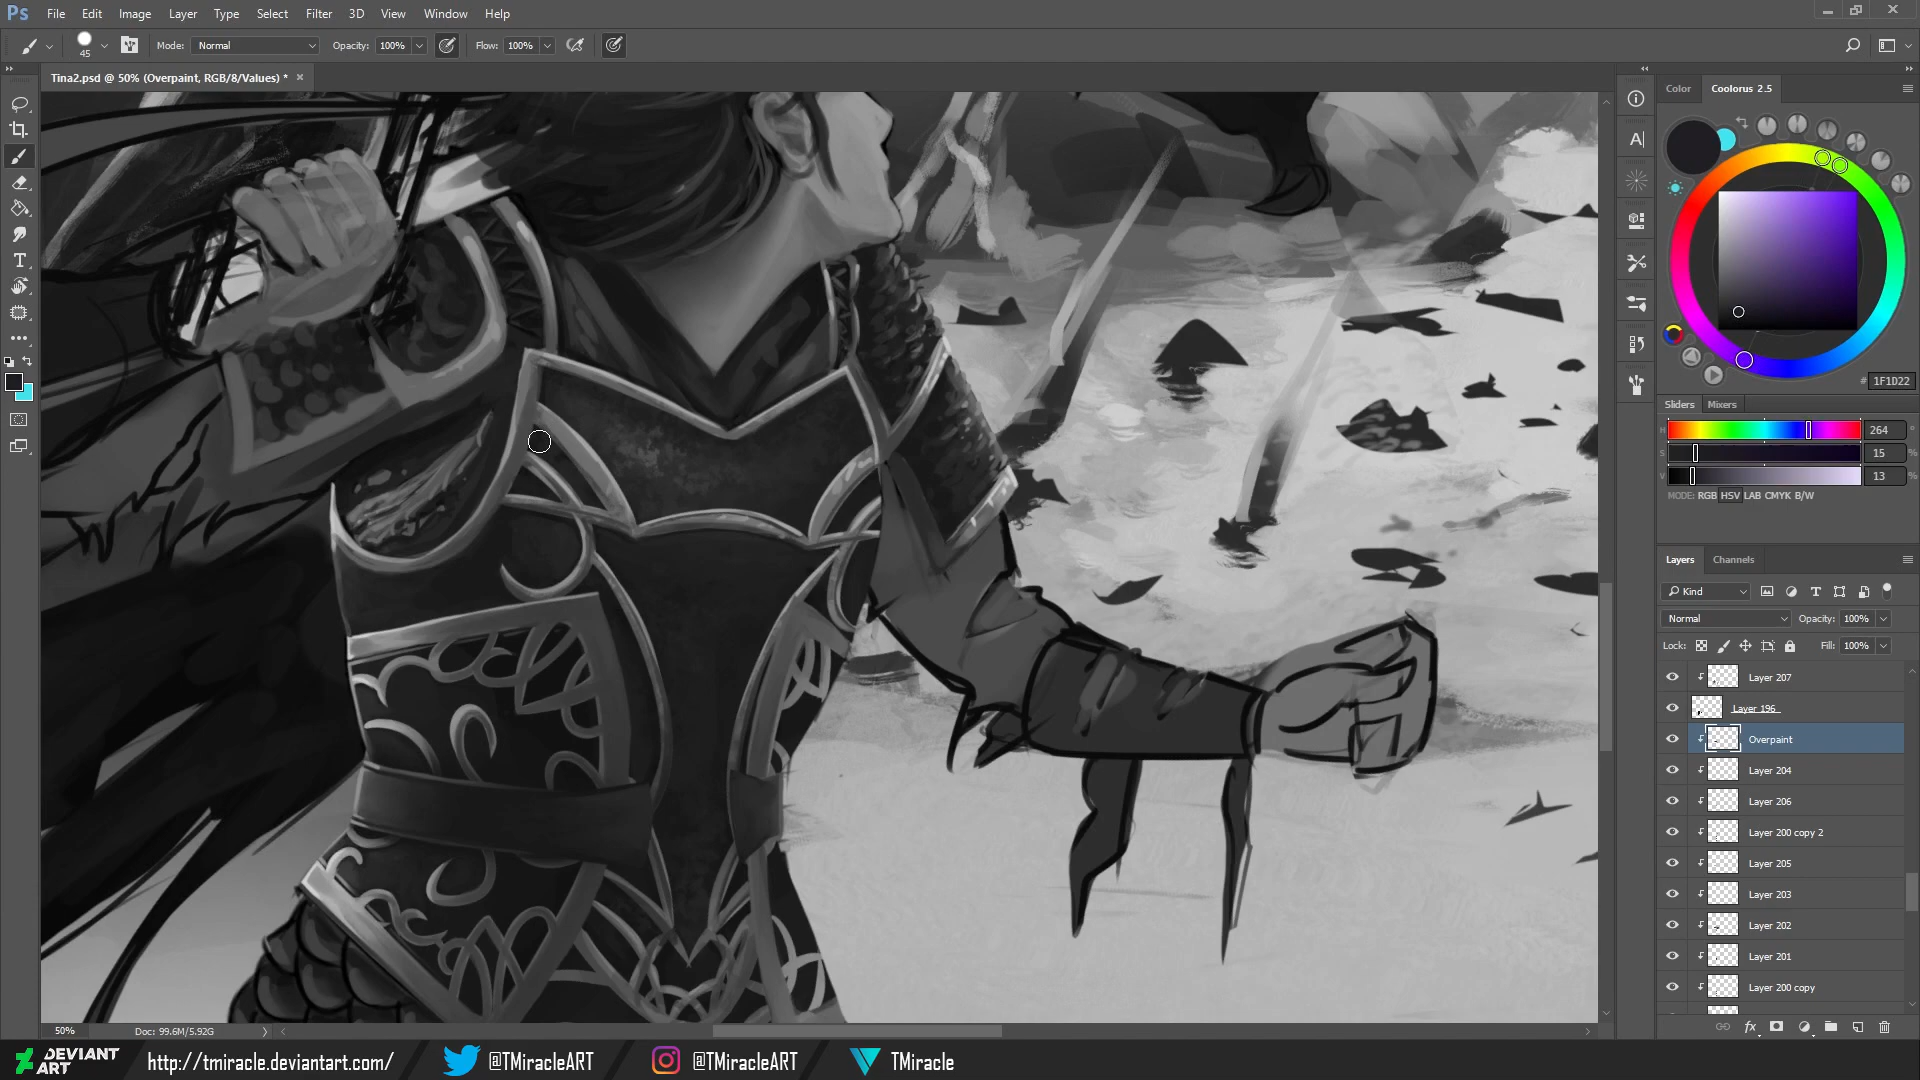 Ps File Edit Image Layer Type Select Filter 3D View Window Help
45 Mode: Normal Opacity: 100% Flow: 100%
Tina2.psd @ 50% (Overpaint, RGB/8/Values) * ×
Color Coolorus 2.5
# 1F1D22
Sliders Mixers
H 264 °
S 15 %
V 13 %
MODE: RGB HSV LAB CMYK B/W
Layers Channels
Kind
Normal Opacity: 100%
Lock: Fill: 100%
Layer 207
Layer 196
Overpaint
Layer 204
Layer 206
Layer 200 copy 2
Layer 205
Layer 203
Layer 202
Layer 201
Layer 200 copy
fx
50% Doc: 99.6M/5.92G
DEVIANT ART http://tmiracle.deviantart.com/ @TMiracleART @TMiracleART TMiracle